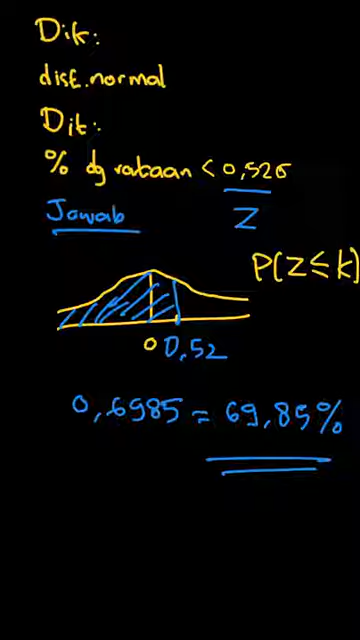 Dik:
dist.normal
Dit:
% dg rataan < 0,52σ
Jawab
Z
P(Z ≤ k)
0 0,52
0,6985 = 69,85%